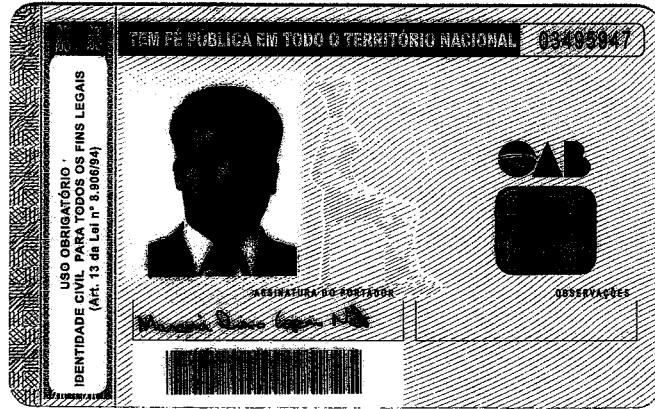 TEM FÉ PÚBLICA EM TODO O TERRITÓRIO NACIONAL
03495947
USO OBRIGATÓRIO
IDENTIDADE CIVIL PARA TODOS OS FINS LEGAIS
(Art. 13 da Lei nº 8.906/94)
OAB
ASSINATURA DO PORTADOR
OBSERVAÇÕES